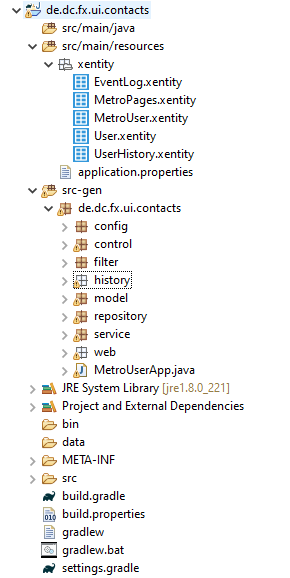 de.dc.fx.ui.contacts
src/main/java
src/main/resources
xentity
EventLog.xentity
MetroPages.xentity
MetroUser.xentity
User.xentity
UserHistory.xentity
application.properties
src-gen
de.dc.fx.ui.contacts
config
control
filter
history
model
repository
service
web
MetroUserApp.java
JRE System Library [jre1.8.0_221]
Project and External Dependencies
bin
data
META-INF
src
build.gradle
010 build.properties
gradlew
gradlew.bat
settings.gradle